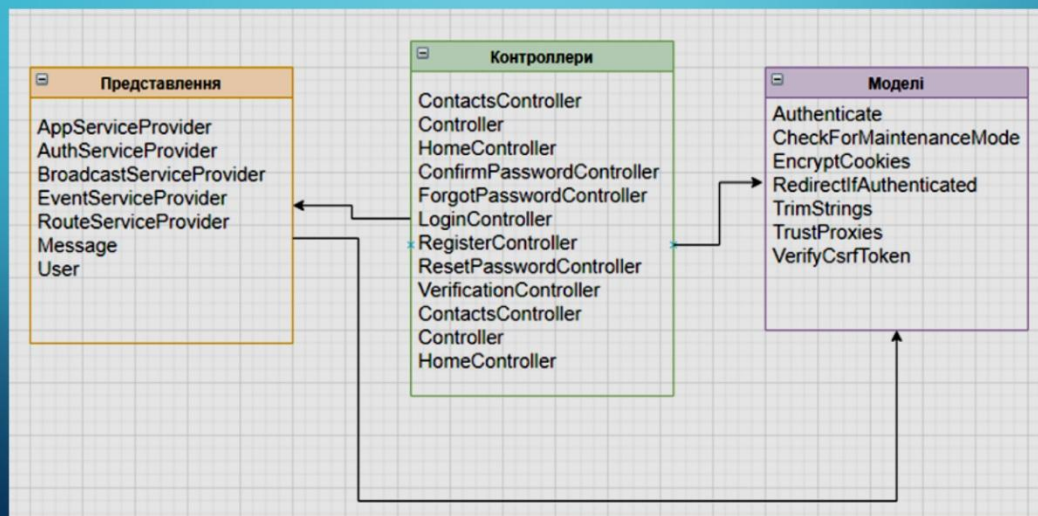 Представлення
AppServiceProvider
AuthServiceProvider
BroadcastServiceProvider
EventServiceProvider
RouteServiceProvider
Message
User
Контроллери
ContactsController
Controller
HomeController
ConfirmPasswordController
ForgotPasswordController
LoginController
RegisterController
ResetPasswordController
VerificationController
ContactsController
Controller
HomeController
Моделі
Authenticate
CheckForMaintenanceMode
EncryptCookies
RedirectIfAuthenticated
TrimStrings
TrustProxies
VerifyCsrfToken